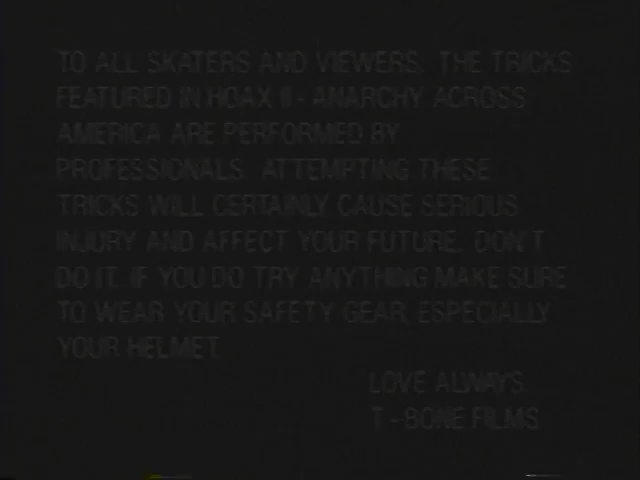 TO ALL SKATERS AND VIEWERS, THE TRICKS
FEATURED IN HOAX II - ANARCHY ACROSS
AMERICA ARE PERFORMED BY
PROFESSIONALS. ATTEMPTING THESE
TRICKS WILL CERTAINLY CAUSE SERIOUS
INJURY AND AFFECT YOUR FUTURE. DON'T
DO IT. IF YOU DO TRY ANYTHING MAKE SURE
TO WEAR YOUR SAFETY GEAR, ESPECIALLY
YOUR HELMET.
LOVE ALWAYS,
T - BONE FILMS